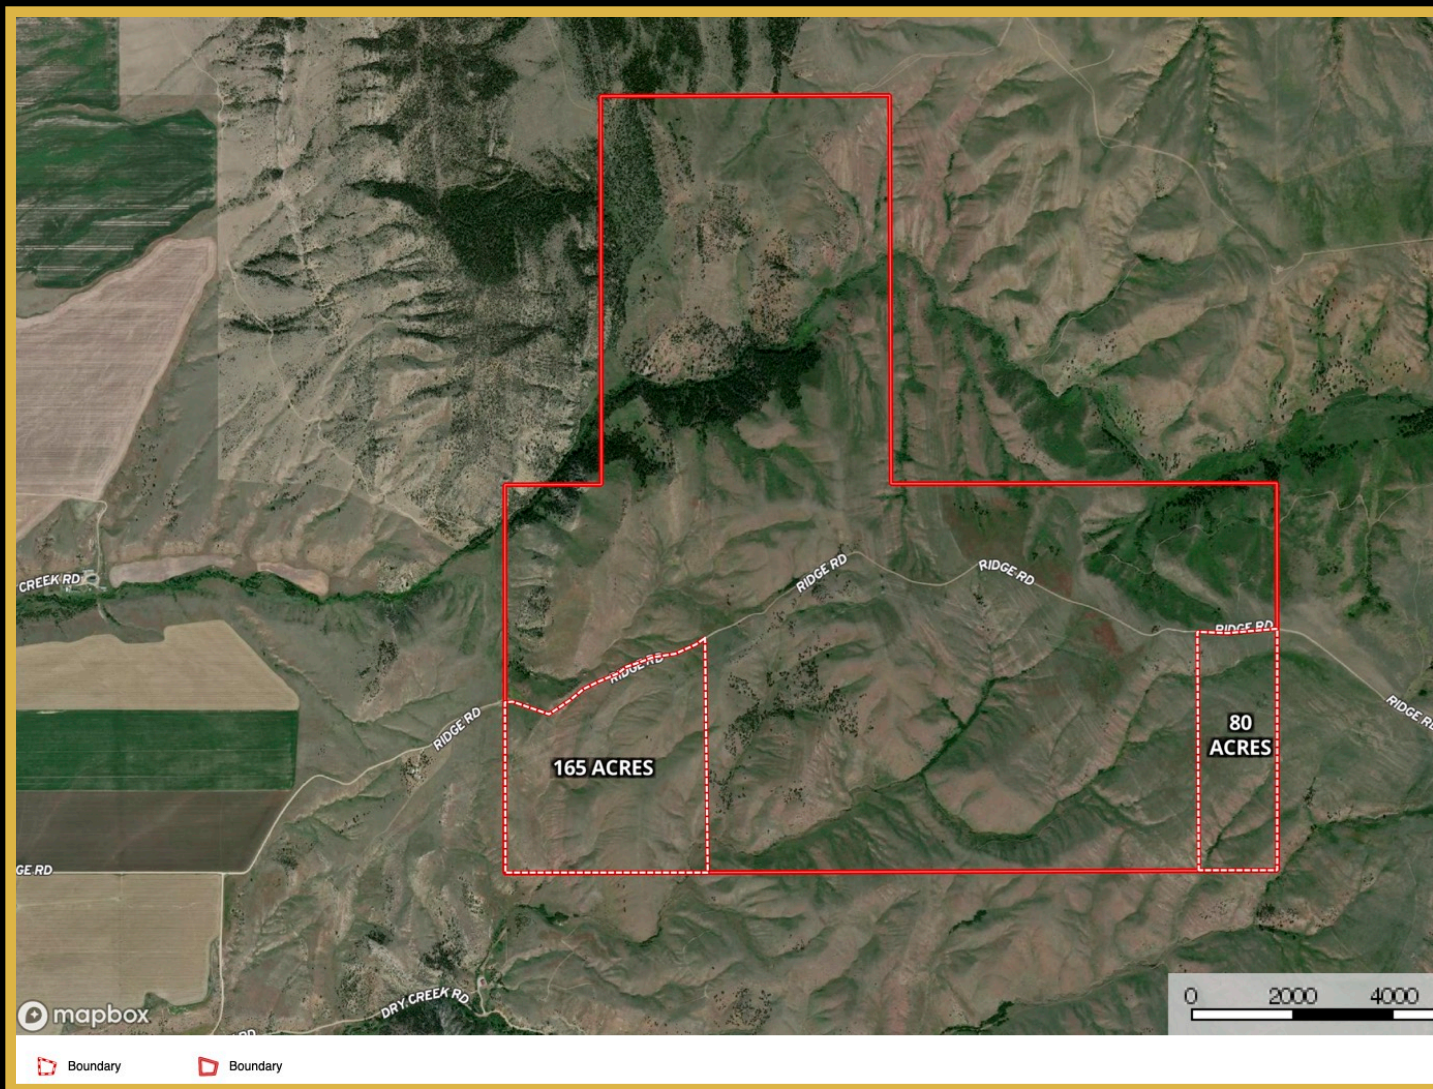 CREEK RD
RIDGE RD
RIDGE RD
RIDGE RD
RIDGE RD
RIDGE RD
RIDGE RD
80
ACRES
165 ACRES
GE RD
DRY CREEK RD
RD
mapbox
0 2000 4000
Boundary
Boundary